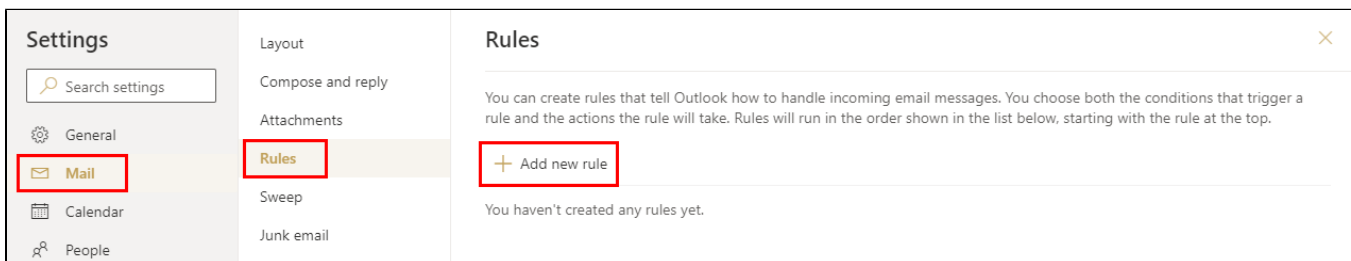 Settings
Search settings
General
Mail
Calendar
People
Layout
Compose and reply
Attachments
Rules
Sweep
Junk email
Rules
You can create rules that tell Outlook how to handle incoming email messages. You choose both the conditions that trigger a
rule and the actions the rule will take. Rules will run in the order shown in the list below, starting with the rule at the top.
Add new rule
You haven't created any rules yet.